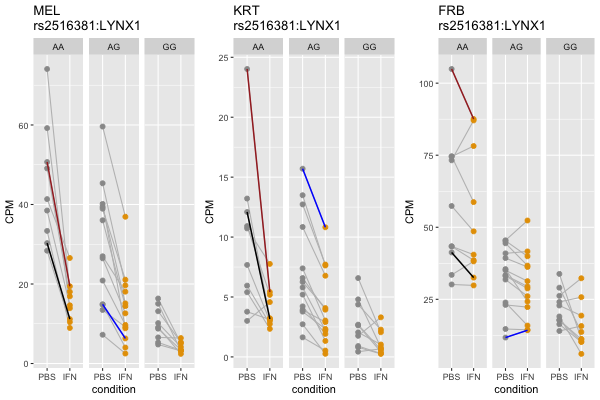 MEL
rs2516381:LYNX1
AA AG GG
CPM
60
40
20
0
PBS IFN PBS IFN PBS IFN
condition
KRT
rs2516381:LYNX1
AA AG GG
CPM
25
20
15
10
5
0
PBS IFN PBS IFN PBS IFN
condition
FRB
rs2516381:LYNX1
AA AG GG
CPM
100
75
50
25
PBS IFN PBS IFN PBS IFN
condition